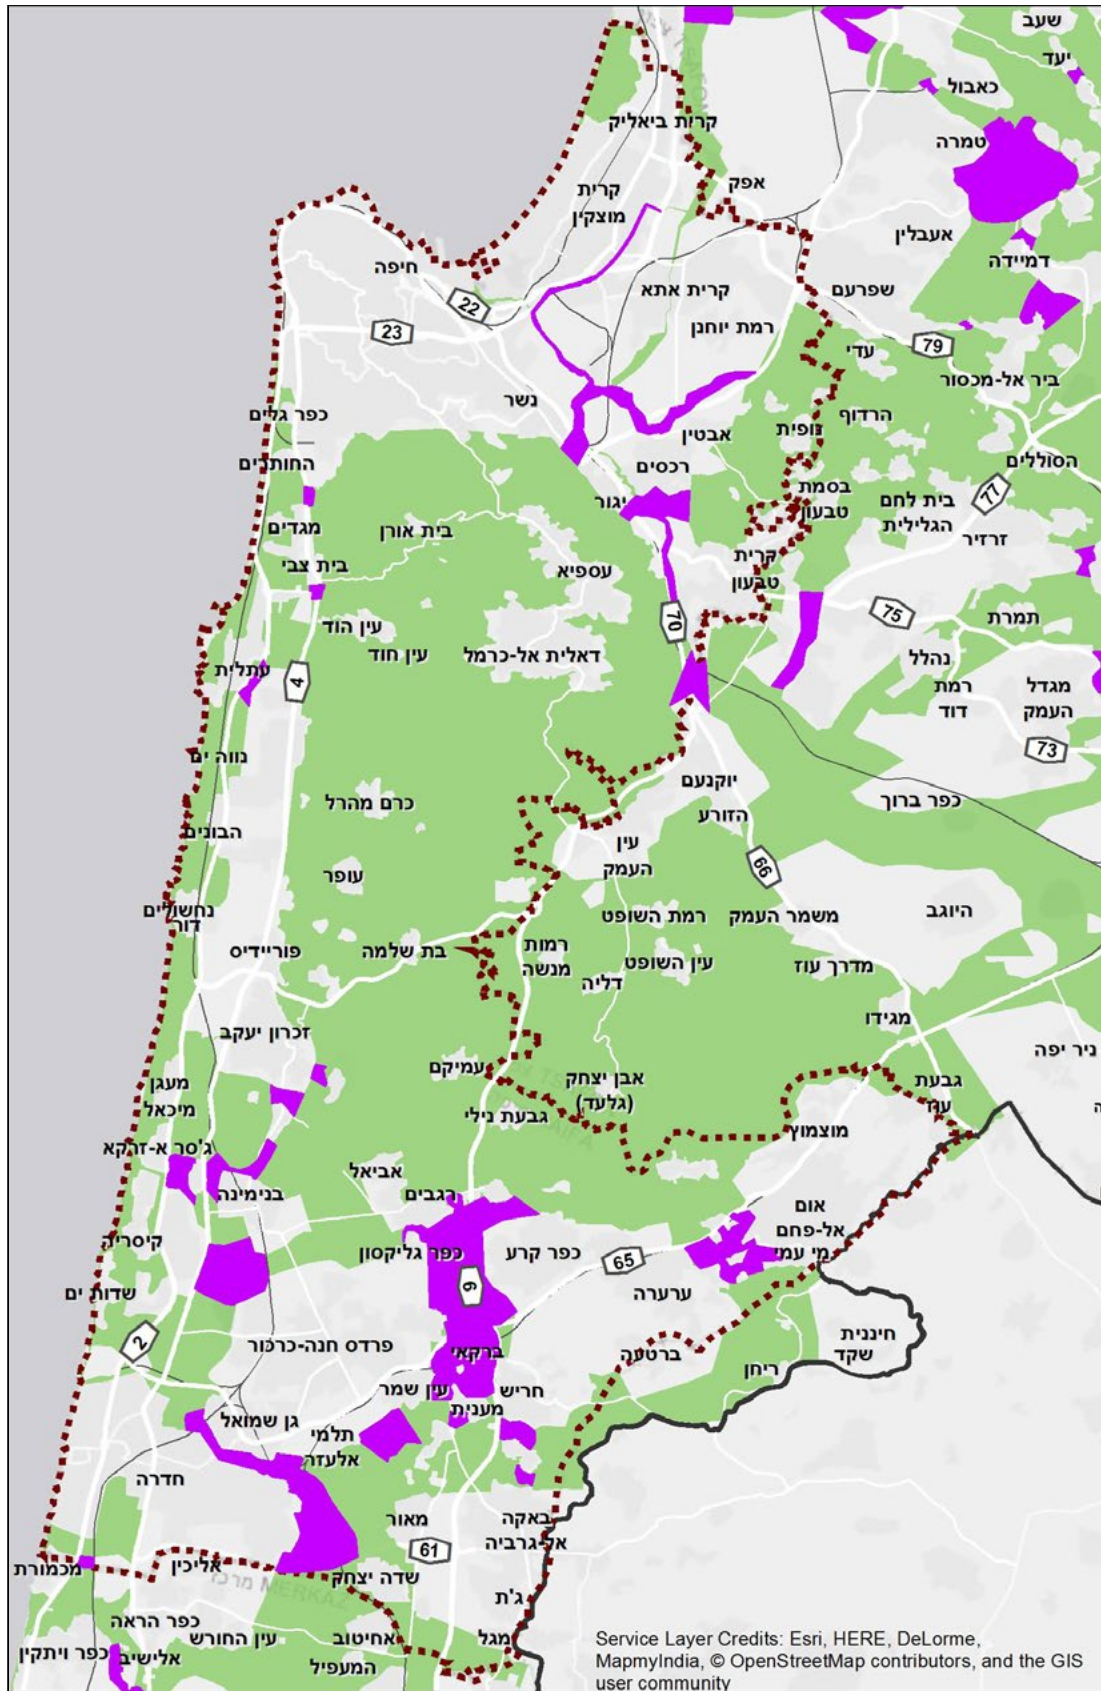 שעב
יעד
כאבול
קרית ביאליק
טמרה
אפק
קרית
מוצקין
אעבלין
דמיידה
חיפה
קרית אתא
שפרעם
22
רמת יוחנן
23
79
עדי
ביר אל-מכסור
נשר
כפר גלים
הרדוף
נופית
אבטין
הסוללים
החותרים
רכסים
בסמת
טבעון
בית לחם
הגלילית
77
יגור
מגדים
בית אורן
זרזיר
קרית
טבעון
בית צבי
עספיא
75
תמרת
70
עין הוד
עין חוד
דאלית אל-כרמל
נהלל
עתלית
4
רמת
דוד
מגדל
העמק
נווה ים
73
יוקנעם
כרם מהרל
הזורע
כפר ברוך
הבונים
עין
העמק
66
עופר
נחשולים
דור
רמת השופט
משמר העמק
היוגב
פוריידיס
בת שלמה
רמות
מנשה
עין השופט
מדרך עוז
דליה
מגידו
זכרון יעקב
ניר יפה
עמיקם
מעגן
מיכאל
אבן יצחק
(גלעד)
גבעת
עוז
גבעת נילי
מוצמוץ
ג'סר א-זרקא
אביאל
בנימינה
רגבים
אום
אל-פחם
מי עמי
קיסריה
כפר גליקסון
כפר קרע
65
6
ערערה
שדות ים
2
חיננית
שקד
פרדס חנה-כרכור
ברקאי
ברטעה
ריחן
עין שמר
חריש
גן שמואל
מענית
תלמי
אלעזר
חדרה
מאור
באקה
אל-גרביה
61
מכמורת
אליכין
שדה יצחק
מרכז MERKAZ
ג'ת
כפר הראה
עין החורש
אחיטוב
מגל
כפר ויתקין
אלישיב
המעפיל
Service Layer Credits: Esri, HERE, DeLorme,
MapmyIndia, © OpenStreetMap contributors, and the GIS
user community